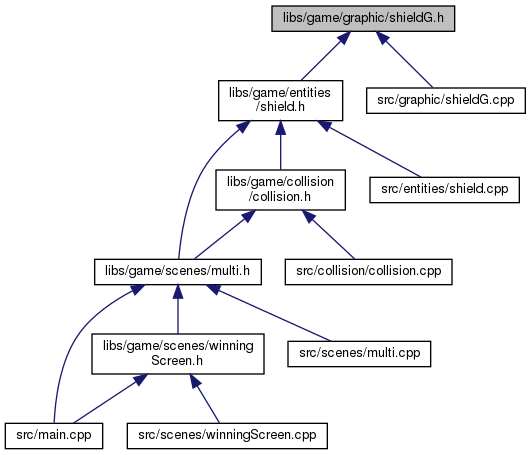 libs/game/graphic/shieldG.h
libs/game/entities
/shield.h
src/graphic/shieldG.cpp
libs/game/collision
/collision.h
src/entities/shield.cpp
libs/game/scenes/multi.h
src/collision/collision.cpp
libs/game/scenes/winning
Screen.h
src/scenes/multi.cpp
src/main.cpp
src/scenes/winningScreen.cpp